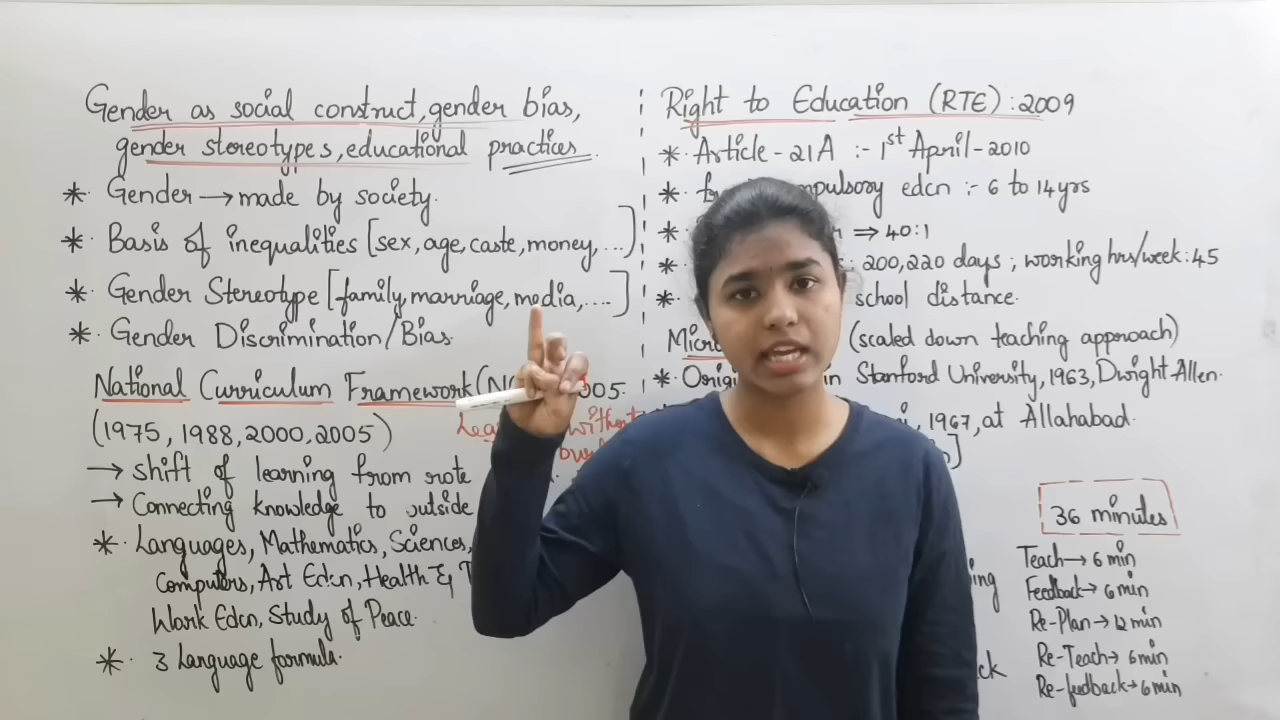 Gender as social construct, gender bias,
gender stereotypes, educational practices.
* Gender → made by society.
* Basis of inequalities [sex, age, caste, money, ...]
* Gender Stereotype [family, marriage, media, ....]
* Gender Discrimination/Bias.
National Curriculum Framework (N 005.
(1975, 1988, 2000, 2005)
→ shift of learning from rote
→ Connecting knowledge to outside
* Languages, Mathematics, Sciences,
Computers, Art Edcn, Health &
Work Edcn, Study of Peace.
* 3 Language formula.
Right to Education (RTE) : 2009
* Article - 21A :- 1st April - 2010
* edcn :- 6 to 14 yrs
* ⇒ 40:1
* : 200, 220 days ; working hrs/week : 45
* school distance.
(scaled down teaching approach)
* in Stanford University, 1963, Dwight Allen.
, 1967, at Allahabad.
36 minutes
Teach → 6 min
Feedback → 6 min
Re-Plan → 12 min
Re-Teach → 6 min
Re-feedback → 6 min